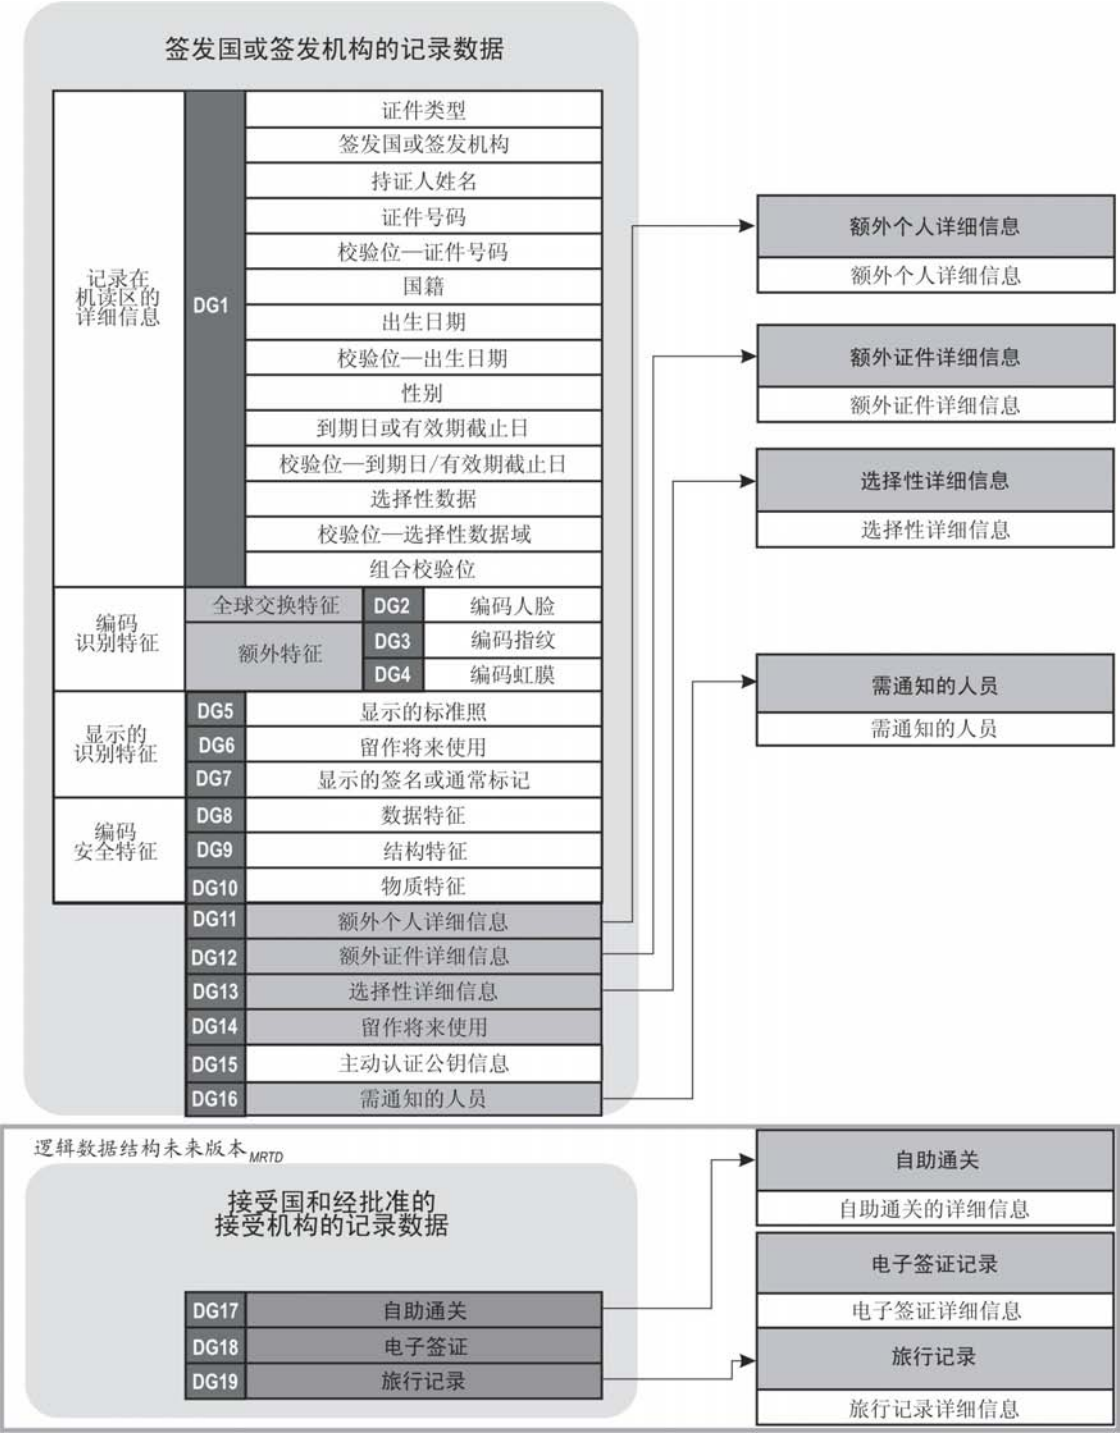 签发国或签发机构的记录数据
记录在
机读区的
详细信息
DG1
证件类型
签发国或签发机构
持证人姓名
证件号码
校验位—证件号码
国籍
出生日期
校验位—出生日期
性别
到期日或有效期截止日
校验位—到期日/有效期截止日
选择性数据
校验位—选择性数据域
组合校验位
编码
识别特征
全球交换特征
DG2
编码人脸
额外特征
DG3
编码指纹
DG4
编码虹膜
显示的
识别特征
DG5
显示的标准照
DG6
留作将来使用
DG7
显示的签名或通常标记
编码
安全特征
DG8
数据特征
DG9
结构特征
DG10
物质特征
DG11
额外个人详细信息
DG12
额外证件详细信息
DG13
选择性详细信息
DG14
留作将来使用
DG15
主动认证公钥信息
DG16
需通知的人员
额外个人详细信息
额外个人详细信息
额外证件详细信息
额外证件详细信息
选择性详细信息
选择性详细信息
需通知的人员
需通知的人员
逻辑数据结构未来版本MRTD
接受国和经批准的
接受机构的记录数据
DG17
自助通关
DG18
电子签证
DG19
旅行记录
自助通关
自助通关的详细信息
电子签证记录
电子签证详细信息
旅行记录
旅行记录详细信息